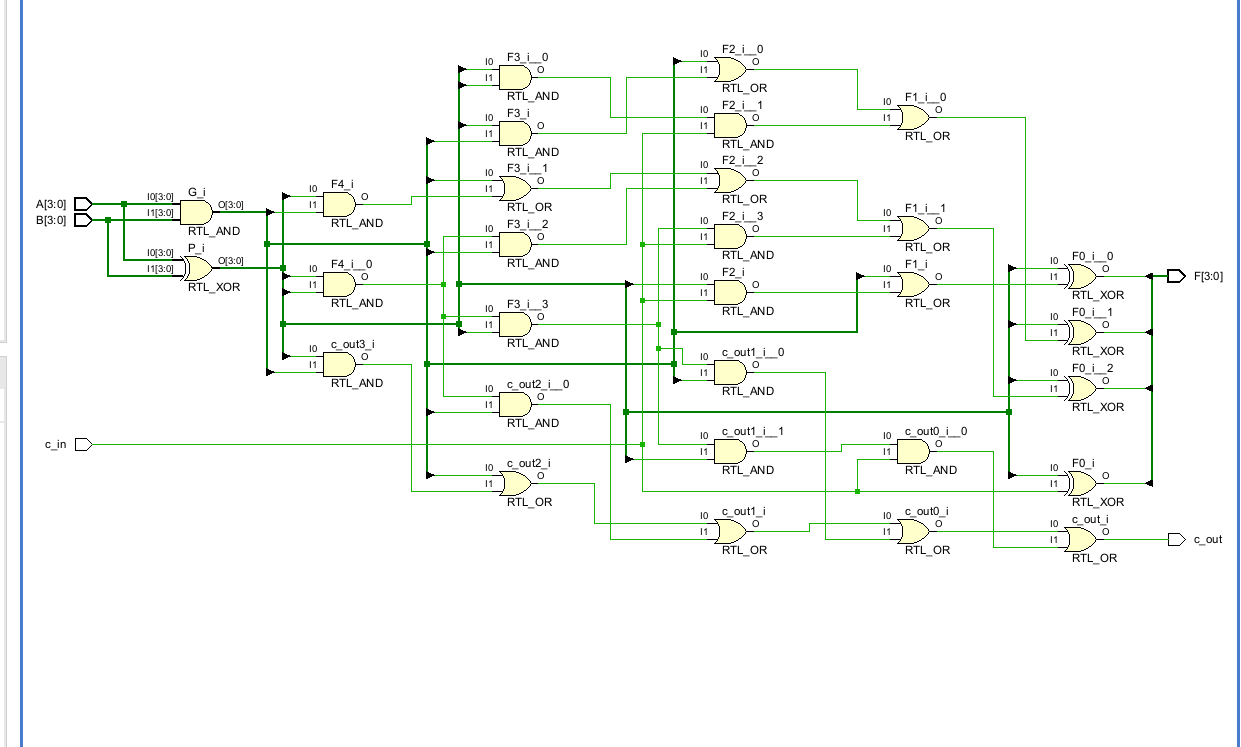 F3_i__0
I0
I1
O
RTL_AND
F3_i
I0
I1
O
RTL_AND
F3_i__1
I0
I1
O
RTL_OR
F3_i__2
I0
I1
O
RTL_AND
F3_i__3
I0
I1
O
RTL_AND
c_out2_i__0
I0
I1
O
RTL_AND
c_out2_i
I0
I1
O
RTL_OR
A[3:0]
B[3:0]
c_in
G_i
I0[3:0]
I1[3:0]
O[3:0]
RTL_AND
P_i
I0[3:0]
I1[3:0]
O[3:0]
RTL_XOR
F4_i
I0
I1
O
RTL_AND
F4_i__0
I0
I1
O
RTL_AND
c_out3_i
I0
I1
O
RTL_AND
F2_i__0
I0
I1
O
RTL_OR
F2_i__1
I0
I1
O
RTL_AND
F2_i__2
I0
I1
O
RTL_OR
F2_i__3
I0
I1
O
RTL_AND
F2_i
I0
I1
O
RTL_AND
c_out1_i__0
I0
I1
O
RTL_AND
c_out1_i__1
I0
I1
O
RTL_AND
c_out1_i
I0
I1
O
RTL_OR
F1_i__0
I0
I1
O
RTL_OR
F1_i__1
I0
I1
O
RTL_OR
F1_i
I0
I1
O
RTL_OR
c_out0_i__0
I0
I1
O
RTL_AND
c_out0_i
I0
I1
O
RTL_OR
F0_i__0
I0
I1
O
RTL_XOR
F0_i__1
I0
I1
O
RTL_XOR
F0_i__2
I0
I1
O
RTL_XOR
F0_i
I0
I1
O
RTL_XOR
c_out_i
I0
I1
O
RTL_OR
F[3:0]
c_out